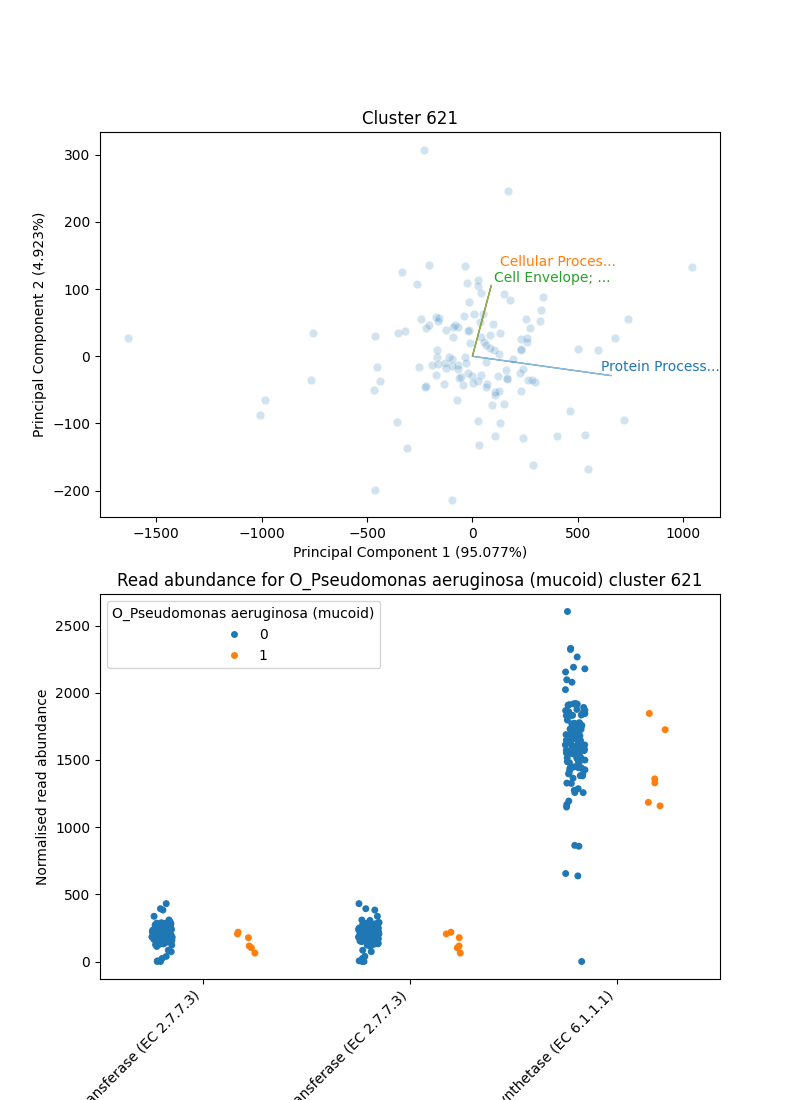 Cluster 621
300
200
100
0
−100
−200
Principal Component 2 (4.923%)
Cellular Proces...
Cell Envelope; ...
Protein Process...
−1500 −1000 −500 0 500 1000
Principal Component 1 (95.077%)
Read abundance for O_Pseudomonas aeruginosa (mucoid) cluster 621
O_Pseudomonas aeruginosa (mucoid)
0
1
2500
2000
1500
1000
500
0
Normalised read abundance
ansferase (EC 2.7.7.3)
ansferase (EC 2.7.7.3)
nthetase (EC 6.1.1.1)